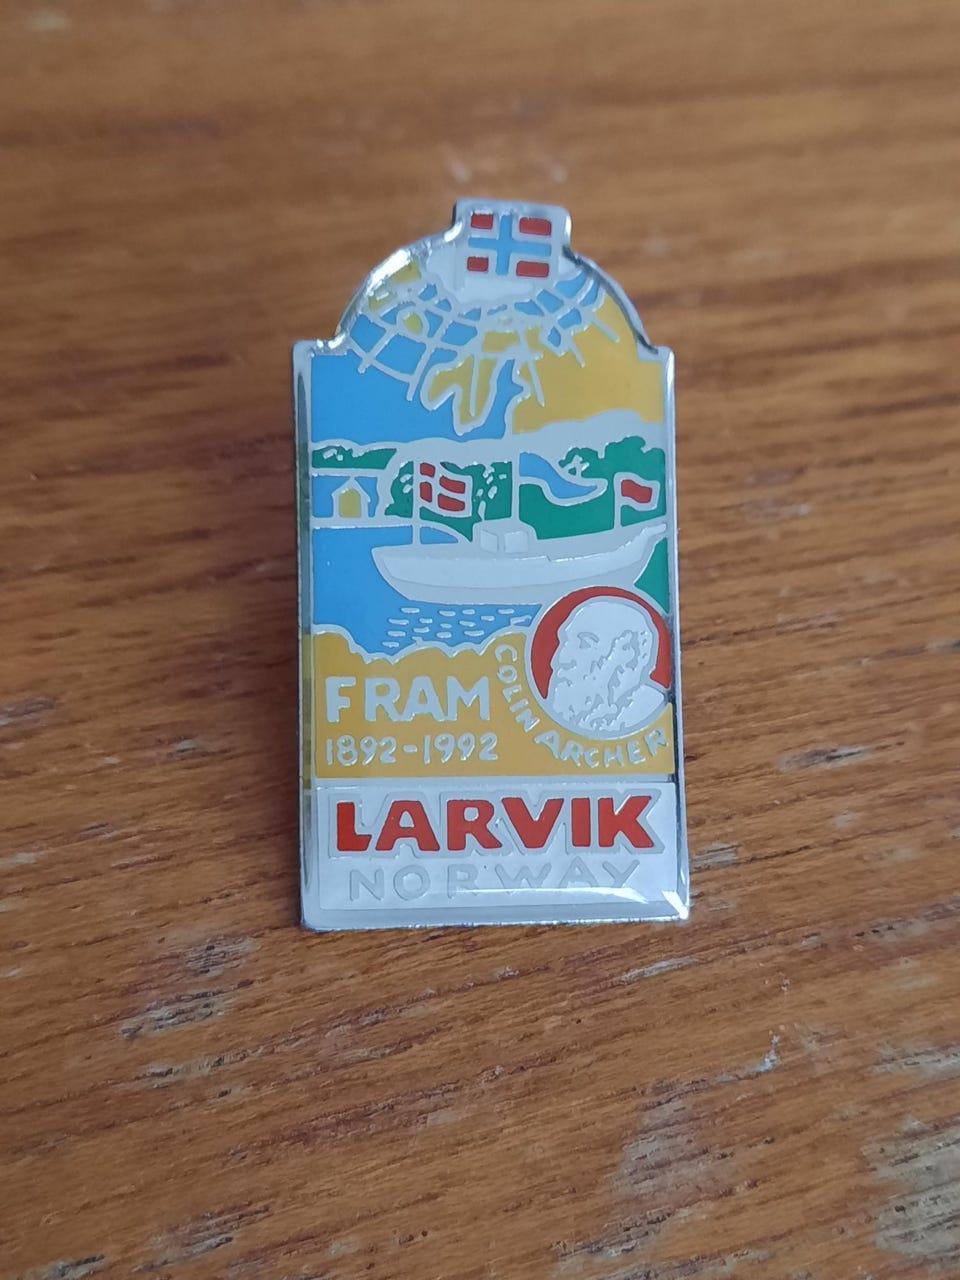 FRAM
1892-1992
COLIN ARCHER
LARVIK
NORWAY